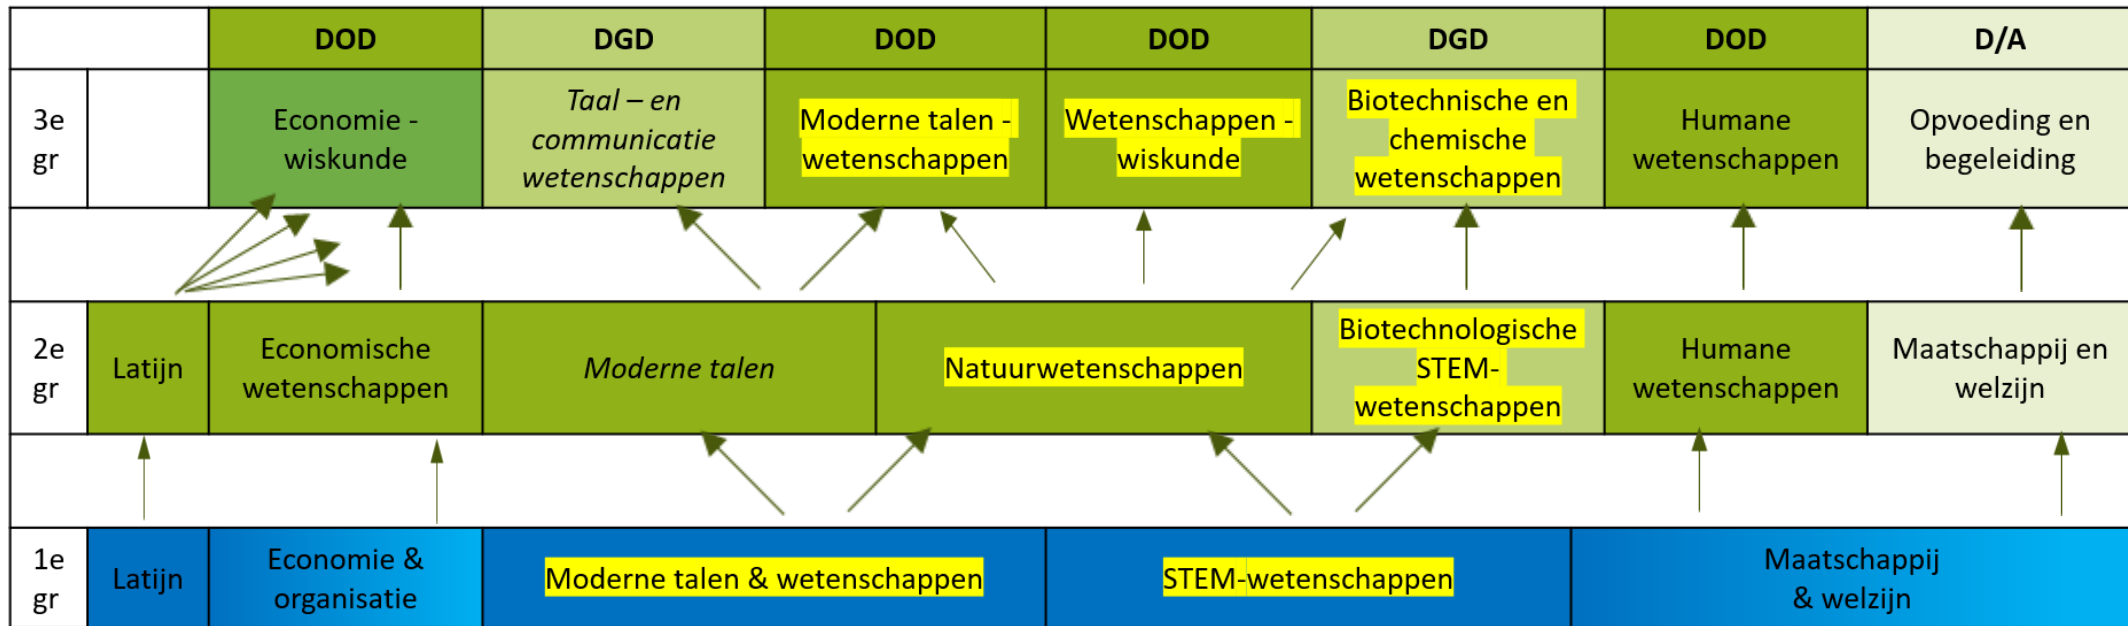 DOD DGD DOD DOD DGD DOD D/A
3e
gr
Economie -
wiskunde
Taal – en
communicatie
wetenschappen
Moderne talen -
wetenschappen
Wetenschappen -
wiskunde
Biotechnische en
chemische
wetenschappen
Humane
wetenschappen
Opvoeding en
begeleiding
2e
gr
Latijn
Economische
wetenschappen
Moderne talen
Natuurwetenschappen
Biotechnologische
STEM-
wetenschappen
Humane
wetenschappen
Maatschappij en
welzijn
1e
gr
Latijn
Economie &
organisatie
Moderne talen & wetenschappen
STEM-wetenschappen
Maatschappij
& welzijn